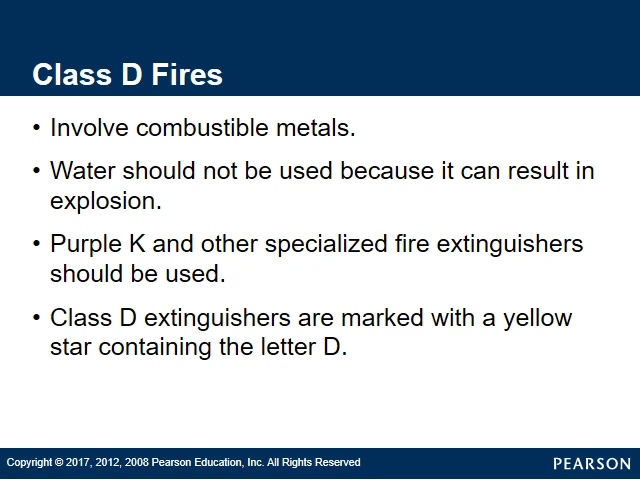 Class D Fires
• Involve combustible metals.
• Water should not be used because it can result in
explosion.
• Purple K and other specialized fire extinguishers
should be used.
• Class D extinguishers are marked with a yellow
star containing the letter D.
Copyright © 2017, 2012, 2008 Pearson Education, Inc. All Rights Reserved
PEARSON